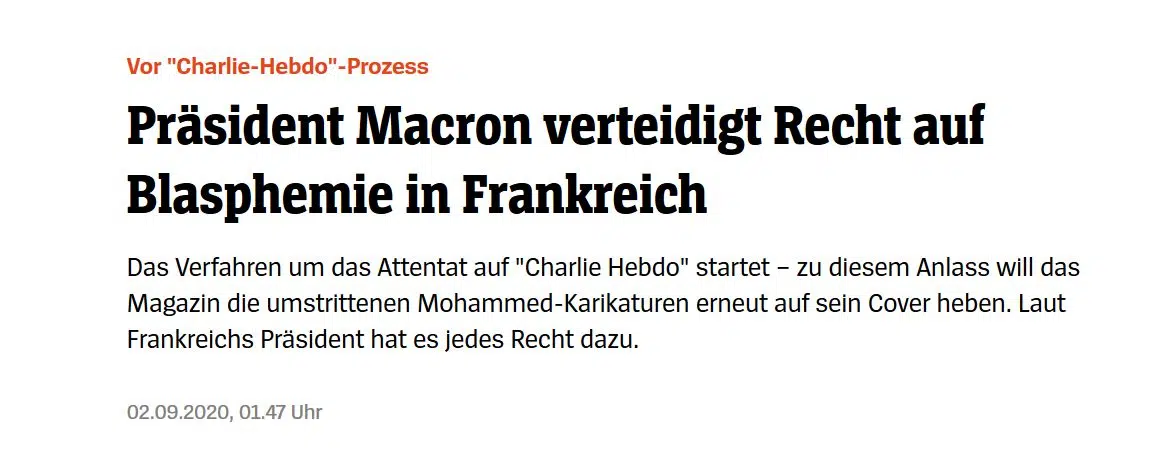 Vor "Charlie-Hebdo"-Prozess
Präsident Macron verteidigt Recht auf
Blasphemie in Frankreich
Das Verfahren um das Attentat auf "Charlie Hebdo" startet – zu diesem Anlass will das
Magazin die umstrittenen Mohammed-Karikaturen erneut auf sein Cover heben. Laut
Frankreichs Präsident hat es jedes Recht dazu.
02.09.2020, 01.47 Uhr